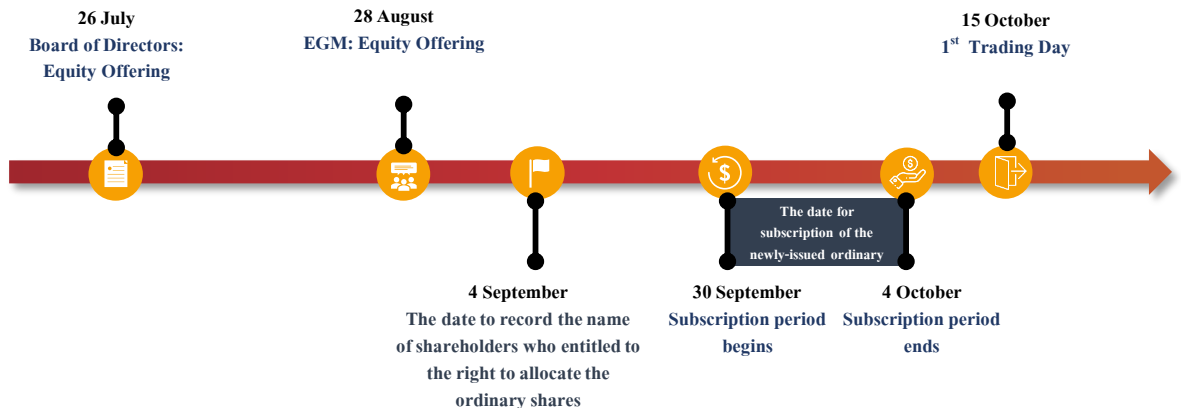 26 July
Board of Directors:
Equity Offering
28 August
EGM: Equity Offering
15 October
1st Trading Day
$
$
The date for
subscription of the
newly-issued ordinary
4 September
The date to record the name
of shareholders who entitled to
the right to allocate the
ordinary shares
30 September
Subscription period
begins
4 October
Subscription period
ends